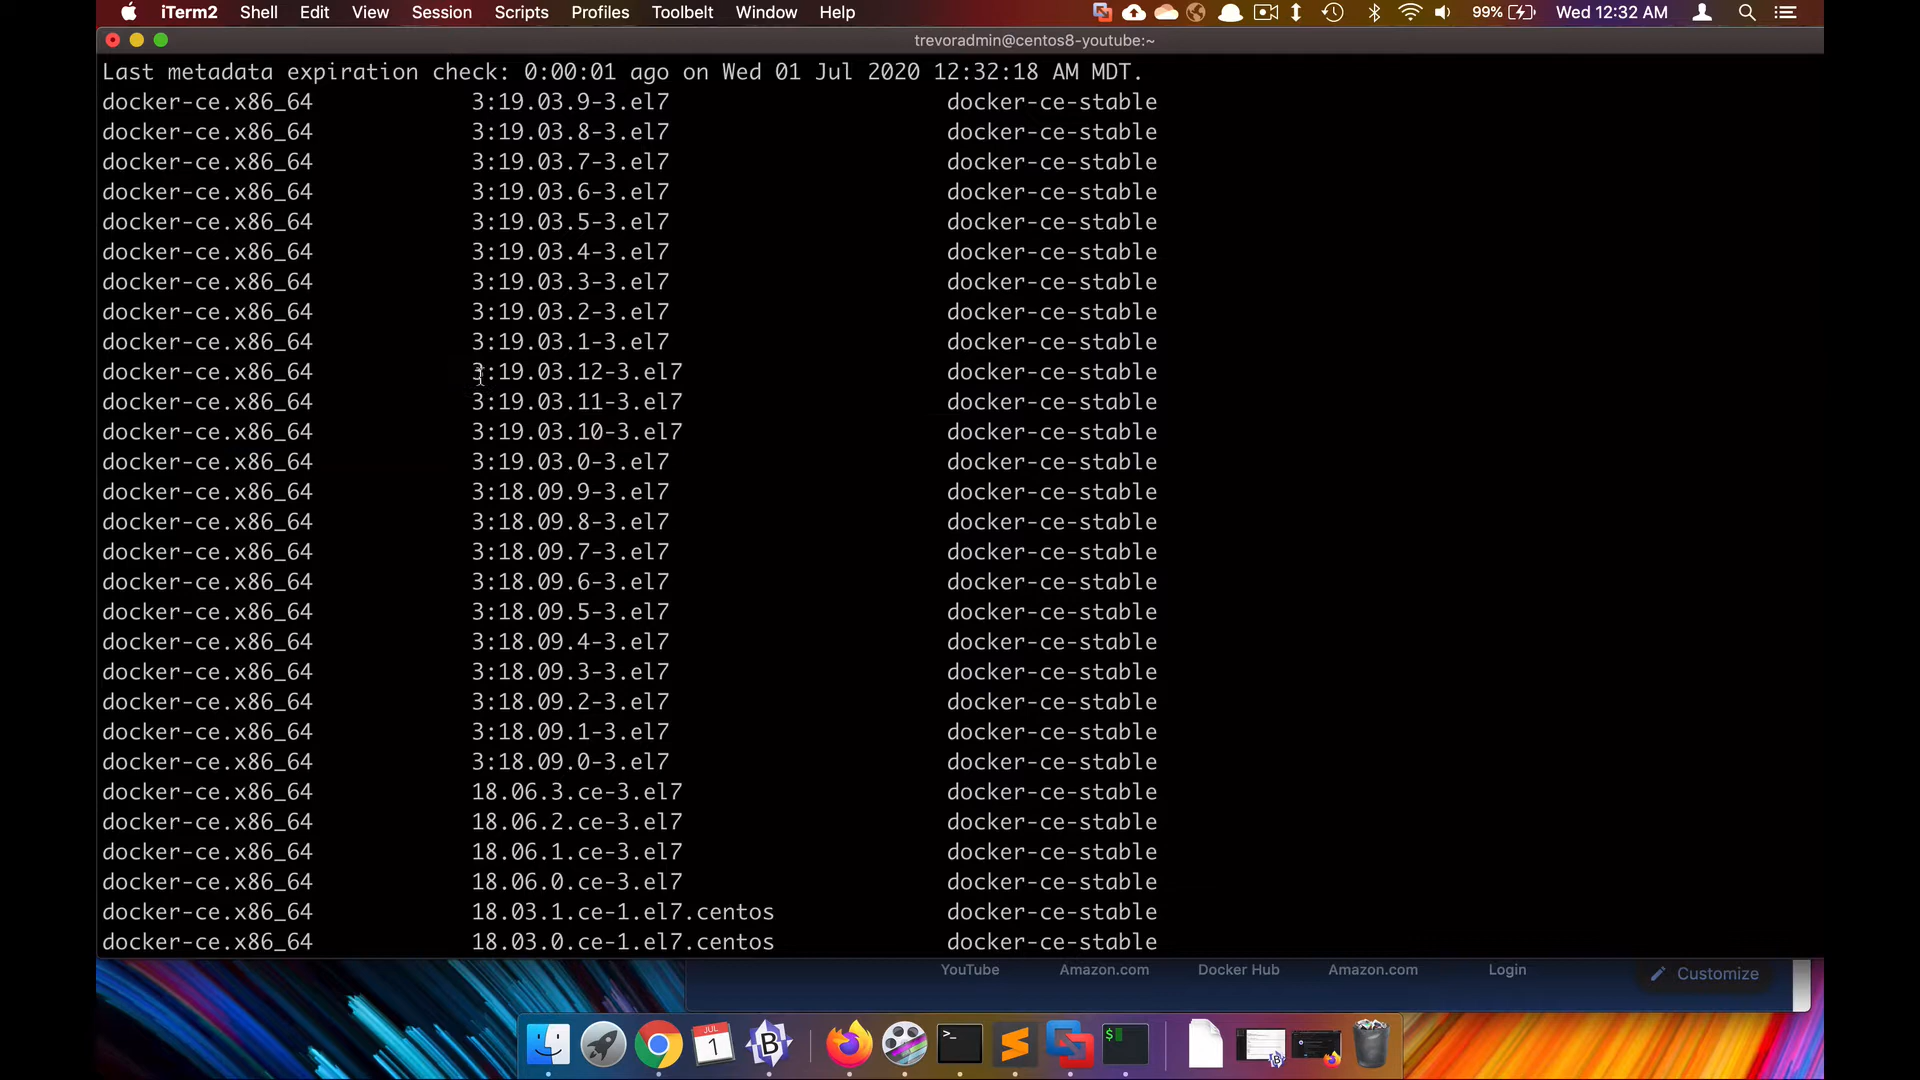 iTerm2 Shell Edit View Session Scripts Profiles Toolbelt Window Help 99% Wed 12:32 AM
trevoradmin@centos8-youtube:~
Last metadata expiration check: 0:00:01 ago on Wed 01 Jul 2020 12:32:18 AM MDT.
docker-ce.x86_64 3:19.03.9-3.el7 docker-ce-stable
docker-ce.x86_64 3:19.03.8-3.el7 docker-ce-stable
docker-ce.x86_64 3:19.03.7-3.el7 docker-ce-stable
docker-ce.x86_64 3:19.03.6-3.el7 docker-ce-stable
docker-ce.x86_64 3:19.03.5-3.el7 docker-ce-stable
docker-ce.x86_64 3:19.03.4-3.el7 docker-ce-stable
docker-ce.x86_64 3:19.03.3-3.el7 docker-ce-stable
docker-ce.x86_64 3:19.03.2-3.el7 docker-ce-stable
docker-ce.x86_64 3:19.03.1-3.el7 docker-ce-stable
docker-ce.x86_64 3:19.03.12-3.el7 docker-ce-stable
docker-ce.x86_64 3:19.03.11-3.el7 docker-ce-stable
docker-ce.x86_64 3:19.03.10-3.el7 docker-ce-stable
docker-ce.x86_64 3:19.03.0-3.el7 docker-ce-stable
docker-ce.x86_64 3:18.09.9-3.el7 docker-ce-stable
docker-ce.x86_64 3:18.09.8-3.el7 docker-ce-stable
docker-ce.x86_64 3:18.09.7-3.el7 docker-ce-stable
docker-ce.x86_64 3:18.09.6-3.el7 docker-ce-stable
docker-ce.x86_64 3:18.09.5-3.el7 docker-ce-stable
docker-ce.x86_64 3:18.09.4-3.el7 docker-ce-stable
docker-ce.x86_64 3:18.09.3-3.el7 docker-ce-stable
docker-ce.x86_64 3:18.09.2-3.el7 docker-ce-stable
docker-ce.x86_64 3:18.09.1-3.el7 docker-ce-stable
docker-ce.x86_64 3:18.09.0-3.el7 docker-ce-stable
docker-ce.x86_64 18.06.3.ce-3.el7 docker-ce-stable
docker-ce.x86_64 18.06.2.ce-3.el7 docker-ce-stable
docker-ce.x86_64 18.06.1.ce-3.el7 docker-ce-stable
docker-ce.x86_64 18.06.0.ce-3.el7 docker-ce-stable
docker-ce.x86_64 18.03.1.ce-1.el7.centos docker-ce-stable
docker-ce.x86_64 18.03.0.ce-1.el7.centos docker-ce-stable
YouTube Amazon.com Docker Hub Amazon.com Login Customize
JUL
1
B
>_
$